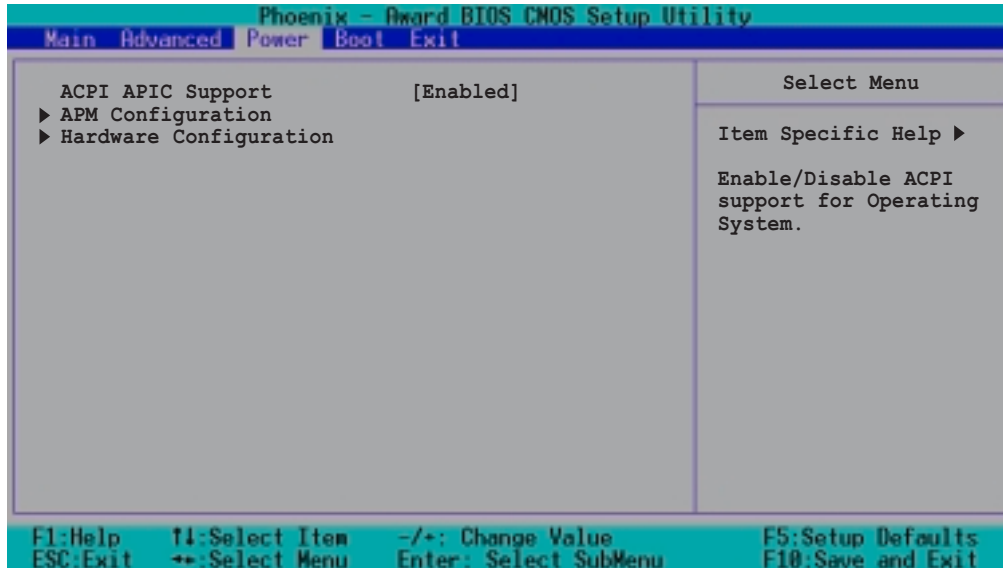 Phoenix - Award BIOS CMOS Setup Utility
Main Advanced Power Boot Exit
ACPI APIC Support [Enabled]
▶ APM Configuration
▶ Hardware Configuration
Select Menu
Item Specific Help ▶
Enable/Disable ACPI
support for Operating
System.
F1:Help ↑↓:Select Item -/+: Change Value F5:Setup Defaults
ESC:Exit ←→:Select Menu Enter: Select SubMenu F10:Save and Exit